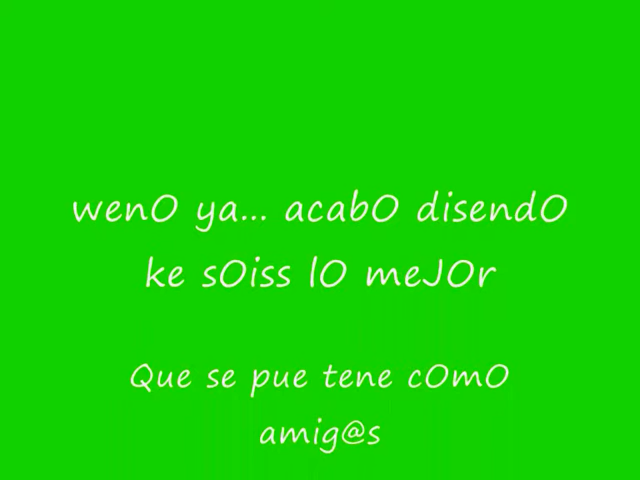 wenO ya... acabO disendO
ke sOiss lO meJOr
Que se pue tene cOmO
amig@s